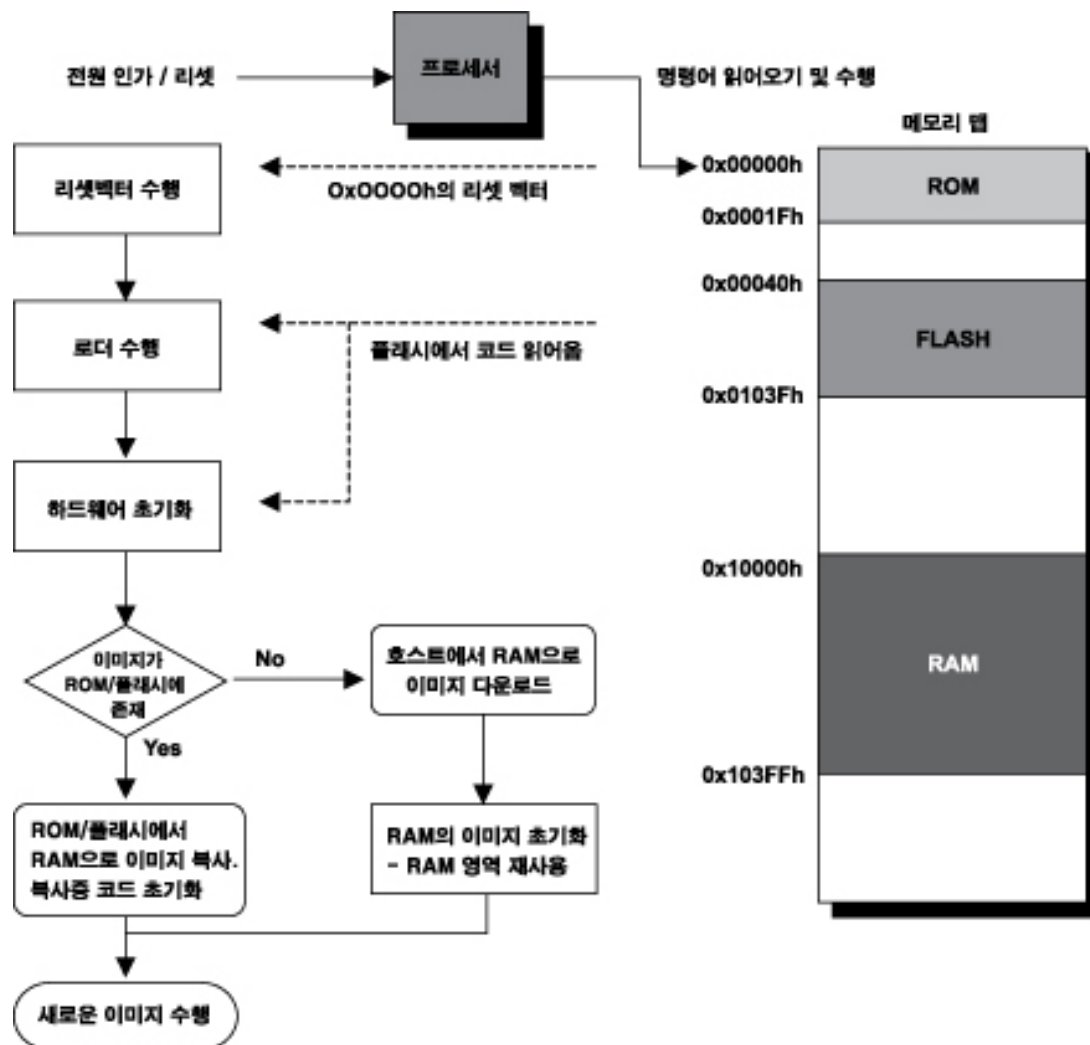 전원 인가 / 리셋
프로세서
명령어 읽어오기 및 수행
메모리 맵
리셋벡터 수행
0x0000h의 리셋 벡터
0x00000h
ROM
0x0001Fh
로더 수행
플래시에서 코드 읽어옴
0x00040h
FLASH
0x0103Fh
하드웨어 초기화
0x10000h
RAM
0x103FFh
이미지가
ROM/플래시에
존재
No
Yes
호스트에서 RAM으로
이미지 다운로드
ROM/플래시에서
RAM으로 이미지 복사.
복사중 코드 초기화
RAM의 이미지 초기화
- RAM 영역 재사용
새로운 이미지 수행